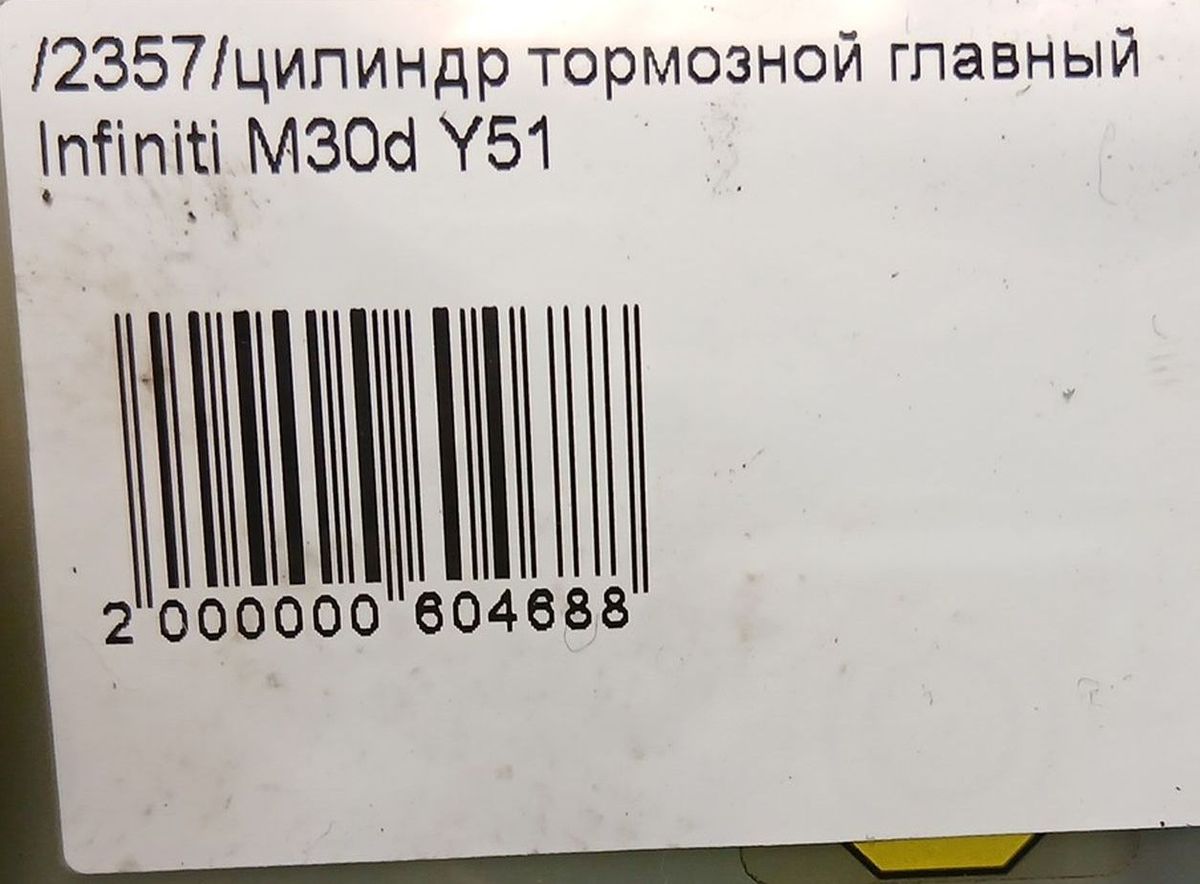 /2357/цилиндр тормозной главный
Infiniti M30d Y51
2 000000 604688